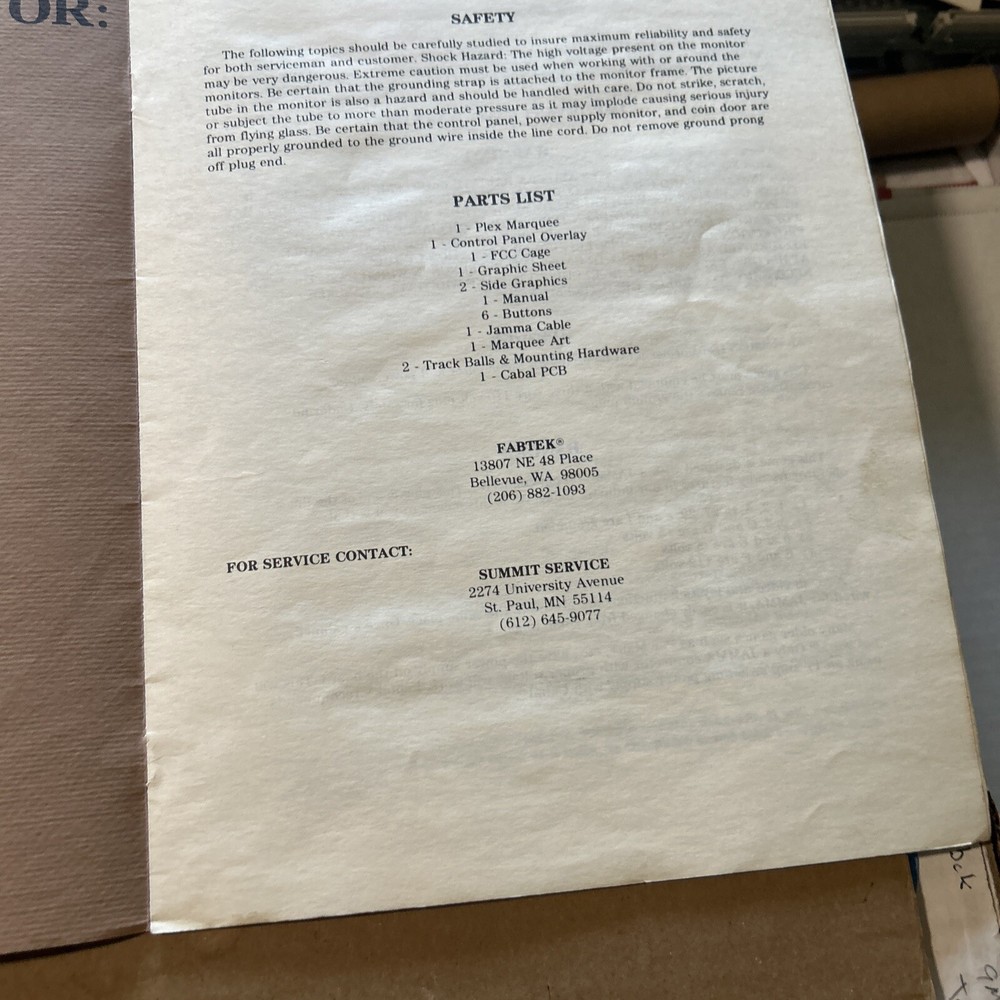 OR:
SAFETY
The following topics should be carefully studied to insure maximum reliability and safety
for both serviceman and customer. Shock Hazard: The high voltage present on the monitor
may be very dangerous. Extreme caution must be used when working with or around the
monitors. Be certain that the grounding strap is attached to the monitor frame. The picture
tube in the monitor is also a hazard and should be handled with care. Do not strike, scratch,
or subject the tube to more than moderate pressure as it may implode causing serious injury
from flying glass. Be certain that the control panel, power supply monitor, and coin door are
all properly grounded to the ground wire inside the line cord. Do not remove ground prong
off plug end.
PARTS LIST
1 - Plex Marquee
1 - Control Panel Overlay
1 - FCC Cage
1 - Graphic Sheet
2 - Side Graphics
1 - Manual
6 - Buttons
1 - Jamma Cable
1 - Marquee Art
2 - Track Balls & Mounting Hardware
1 - Cabal PCB
FABTEK®
13807 NE 48 Place
Bellevue, WA 98005
(206) 882-1093
FOR SERVICE CONTACT:
SUMMIT SERVICE
2274 University Avenue
St. Paul, MN 55114
(612) 645-9077